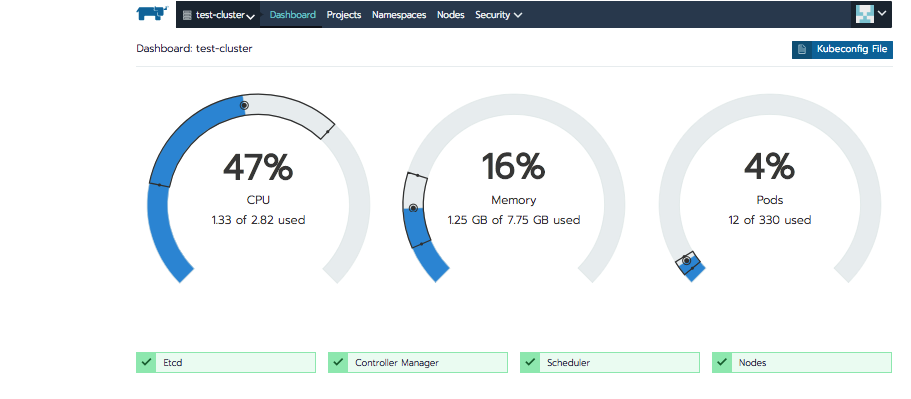 test-cluster Dashboard Projects Namespaces Nodes Security
Dashboard: test-cluster Kubeconfig File
47% 16% 4%
CPU Memory Pods
1.33 of 2.82 used 1.25 GB of 7.75 GB used 12 of 330 used
Etcd Controller Manager Scheduler Nodes